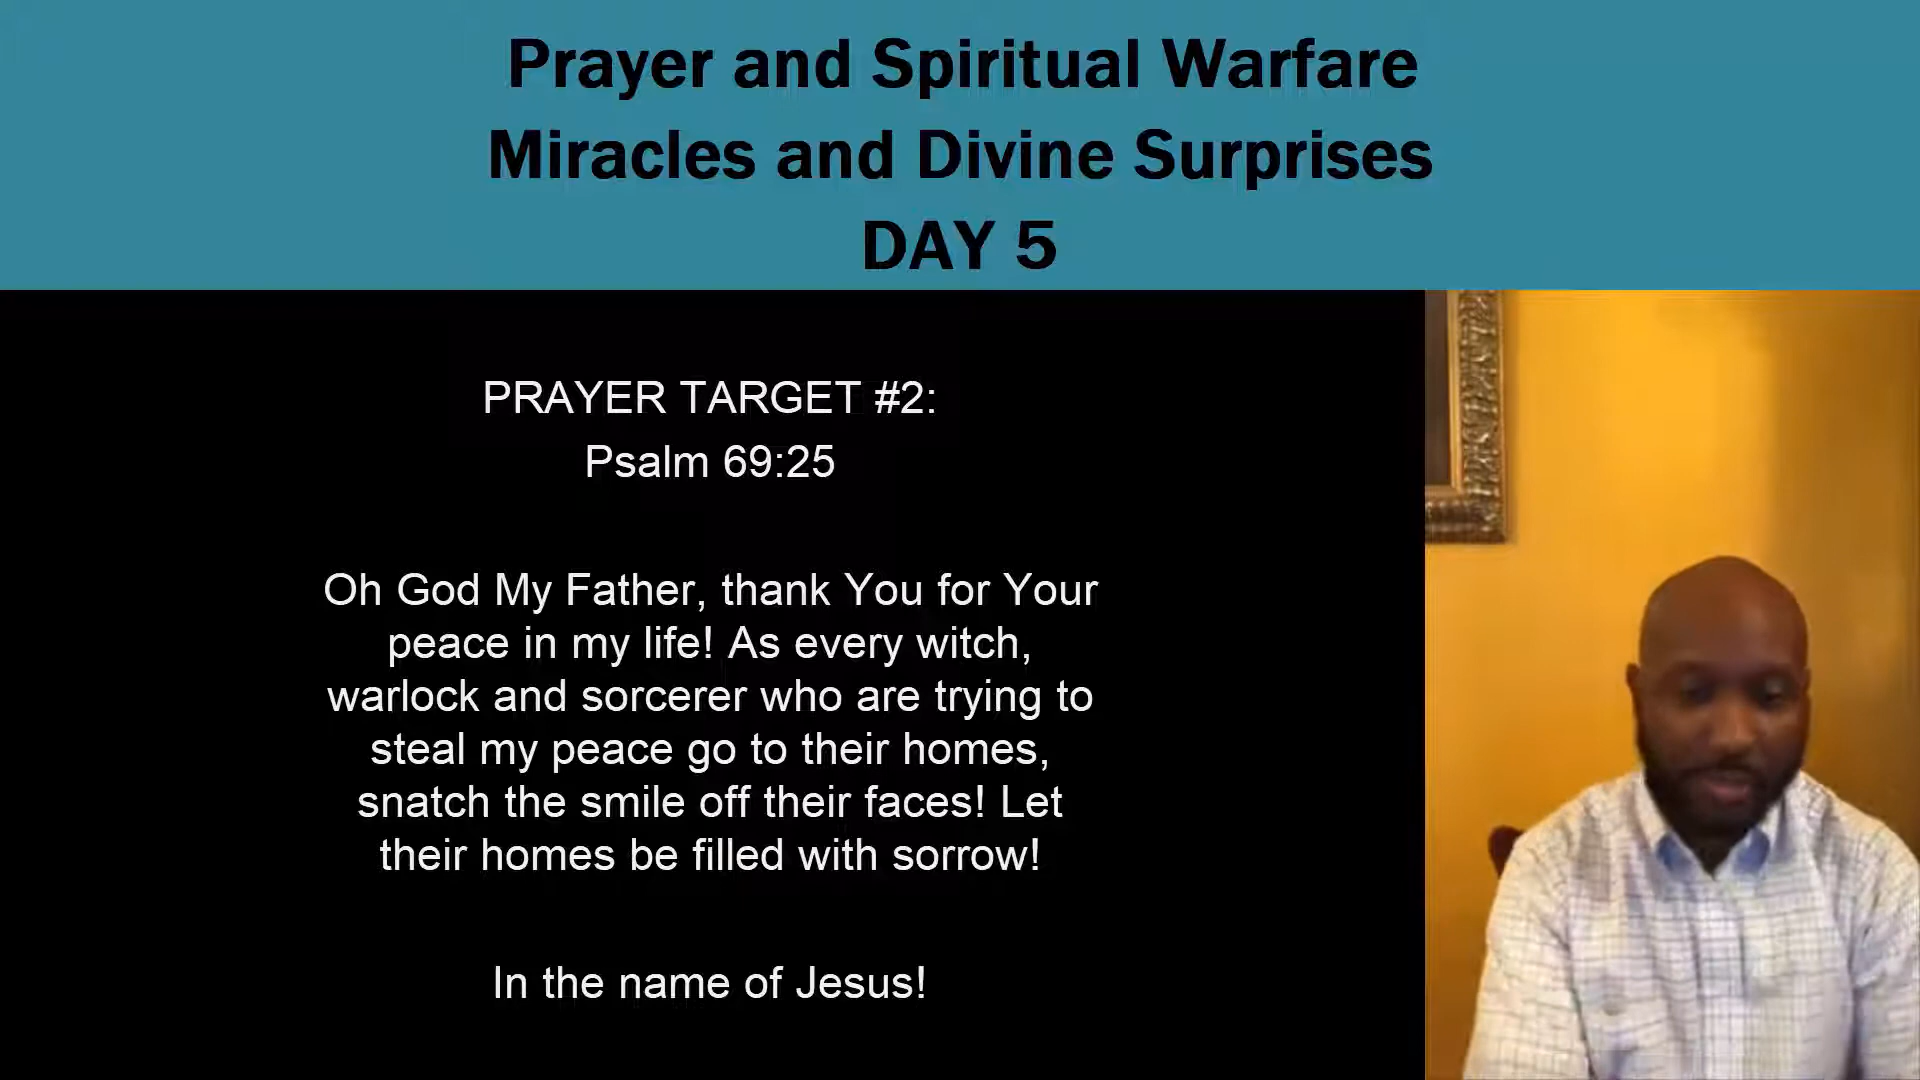 Prayer and Spiritual Warfare
Miracles and Divine Surprises
DAY 5
PRAYER TARGET #2:
Psalm 69:25
Oh God My Father, thank You for Your
peace in my life! As every witch,
warlock and sorcerer who are trying to
steal my peace go to their homes,
snatch the smile off their faces! Let
their homes be filled with sorrow!
In the name of Jesus!